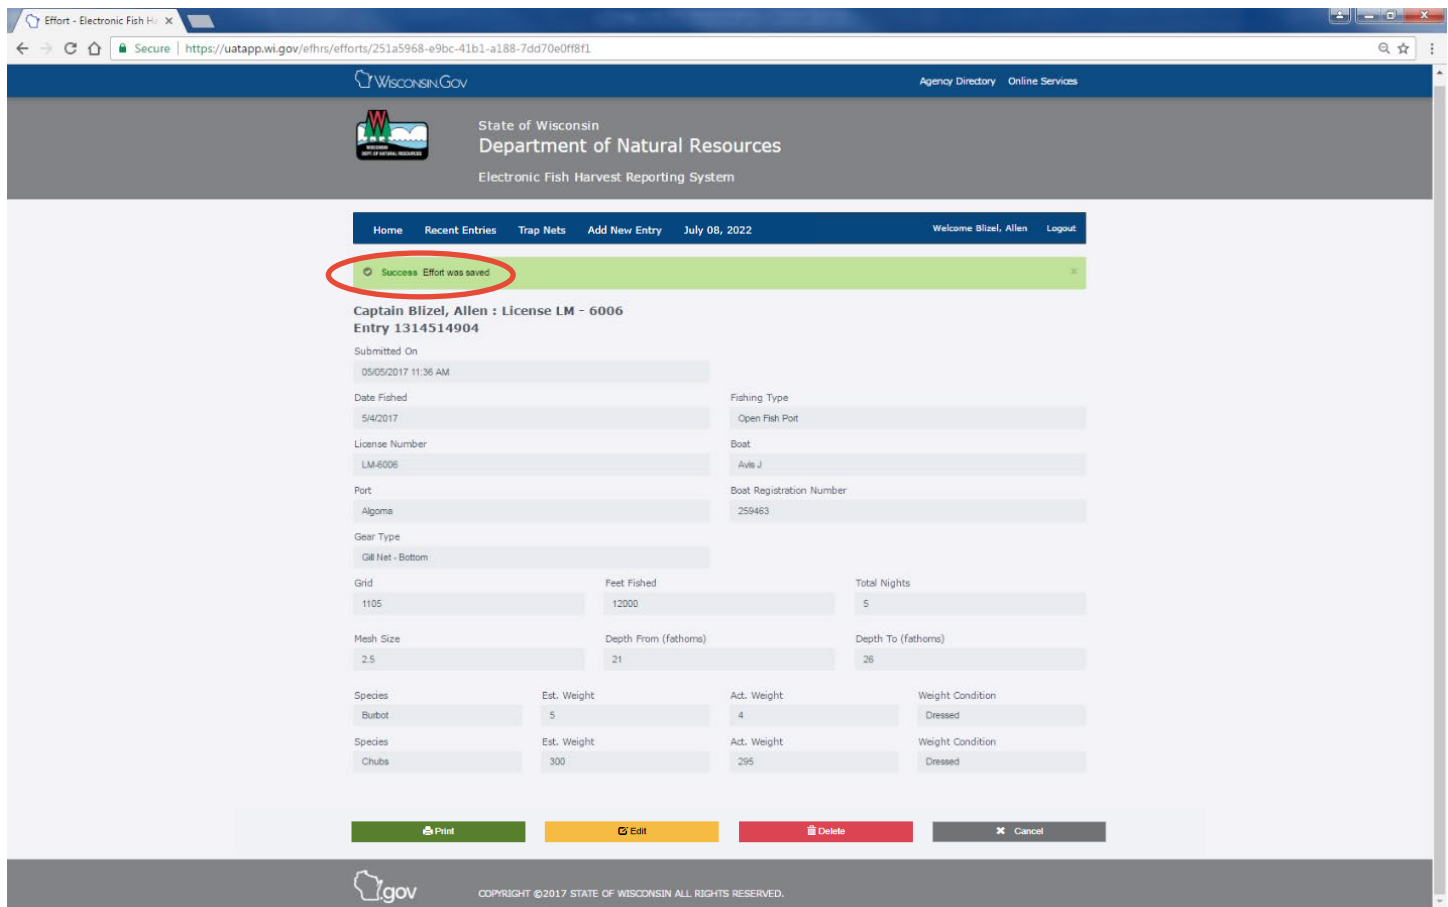 Effort - Electronic Fish Ha
Secure | https://uatapp.wi.gov/efhrs/efforts/251a5968-e9bc-41b1-a188-7dd70e0ff8f1
WISCONSIN.GOV
Agency Directory Online Services
W
WISCONSIN
DEPT. OF NATURAL RESOURCES
State of Wisconsin
Department of Natural Resources
Electronic Fish Harvest Reporting System
Home Recent Entries Trap Nets Add New Entry July 08, 2022 Welcome Blizel, Allen Logout
Success Effort was saved
Captain Blizel, Allen : License LM - 6006
Entry 1314514904
Submitted On
05/05/2017 11:36 AM
Date Fished Fishing Type
5/4/2017 Open Fish Port
License Number Boat
LM-6006 Avis J
Port Boat Registration Number
Algoma 259463
Gear Type
Gill Net - Bottom
Grid Feet Fished Total Nights
1105 12000 5
Mesh Size Depth From (fathoms) Depth To (fathoms)
2.5 21 26
Species Est. Weight Act. Weight Weight Condition
Burbot 5 4 Dressed
Species Est. Weight Act. Weight Weight Condition
Chubs 300 295 Dressed
Print Edit Delete Cancel
.gov
COPYRIGHT ©2017 STATE OF WISCONSIN ALL RIGHTS RESERVED.